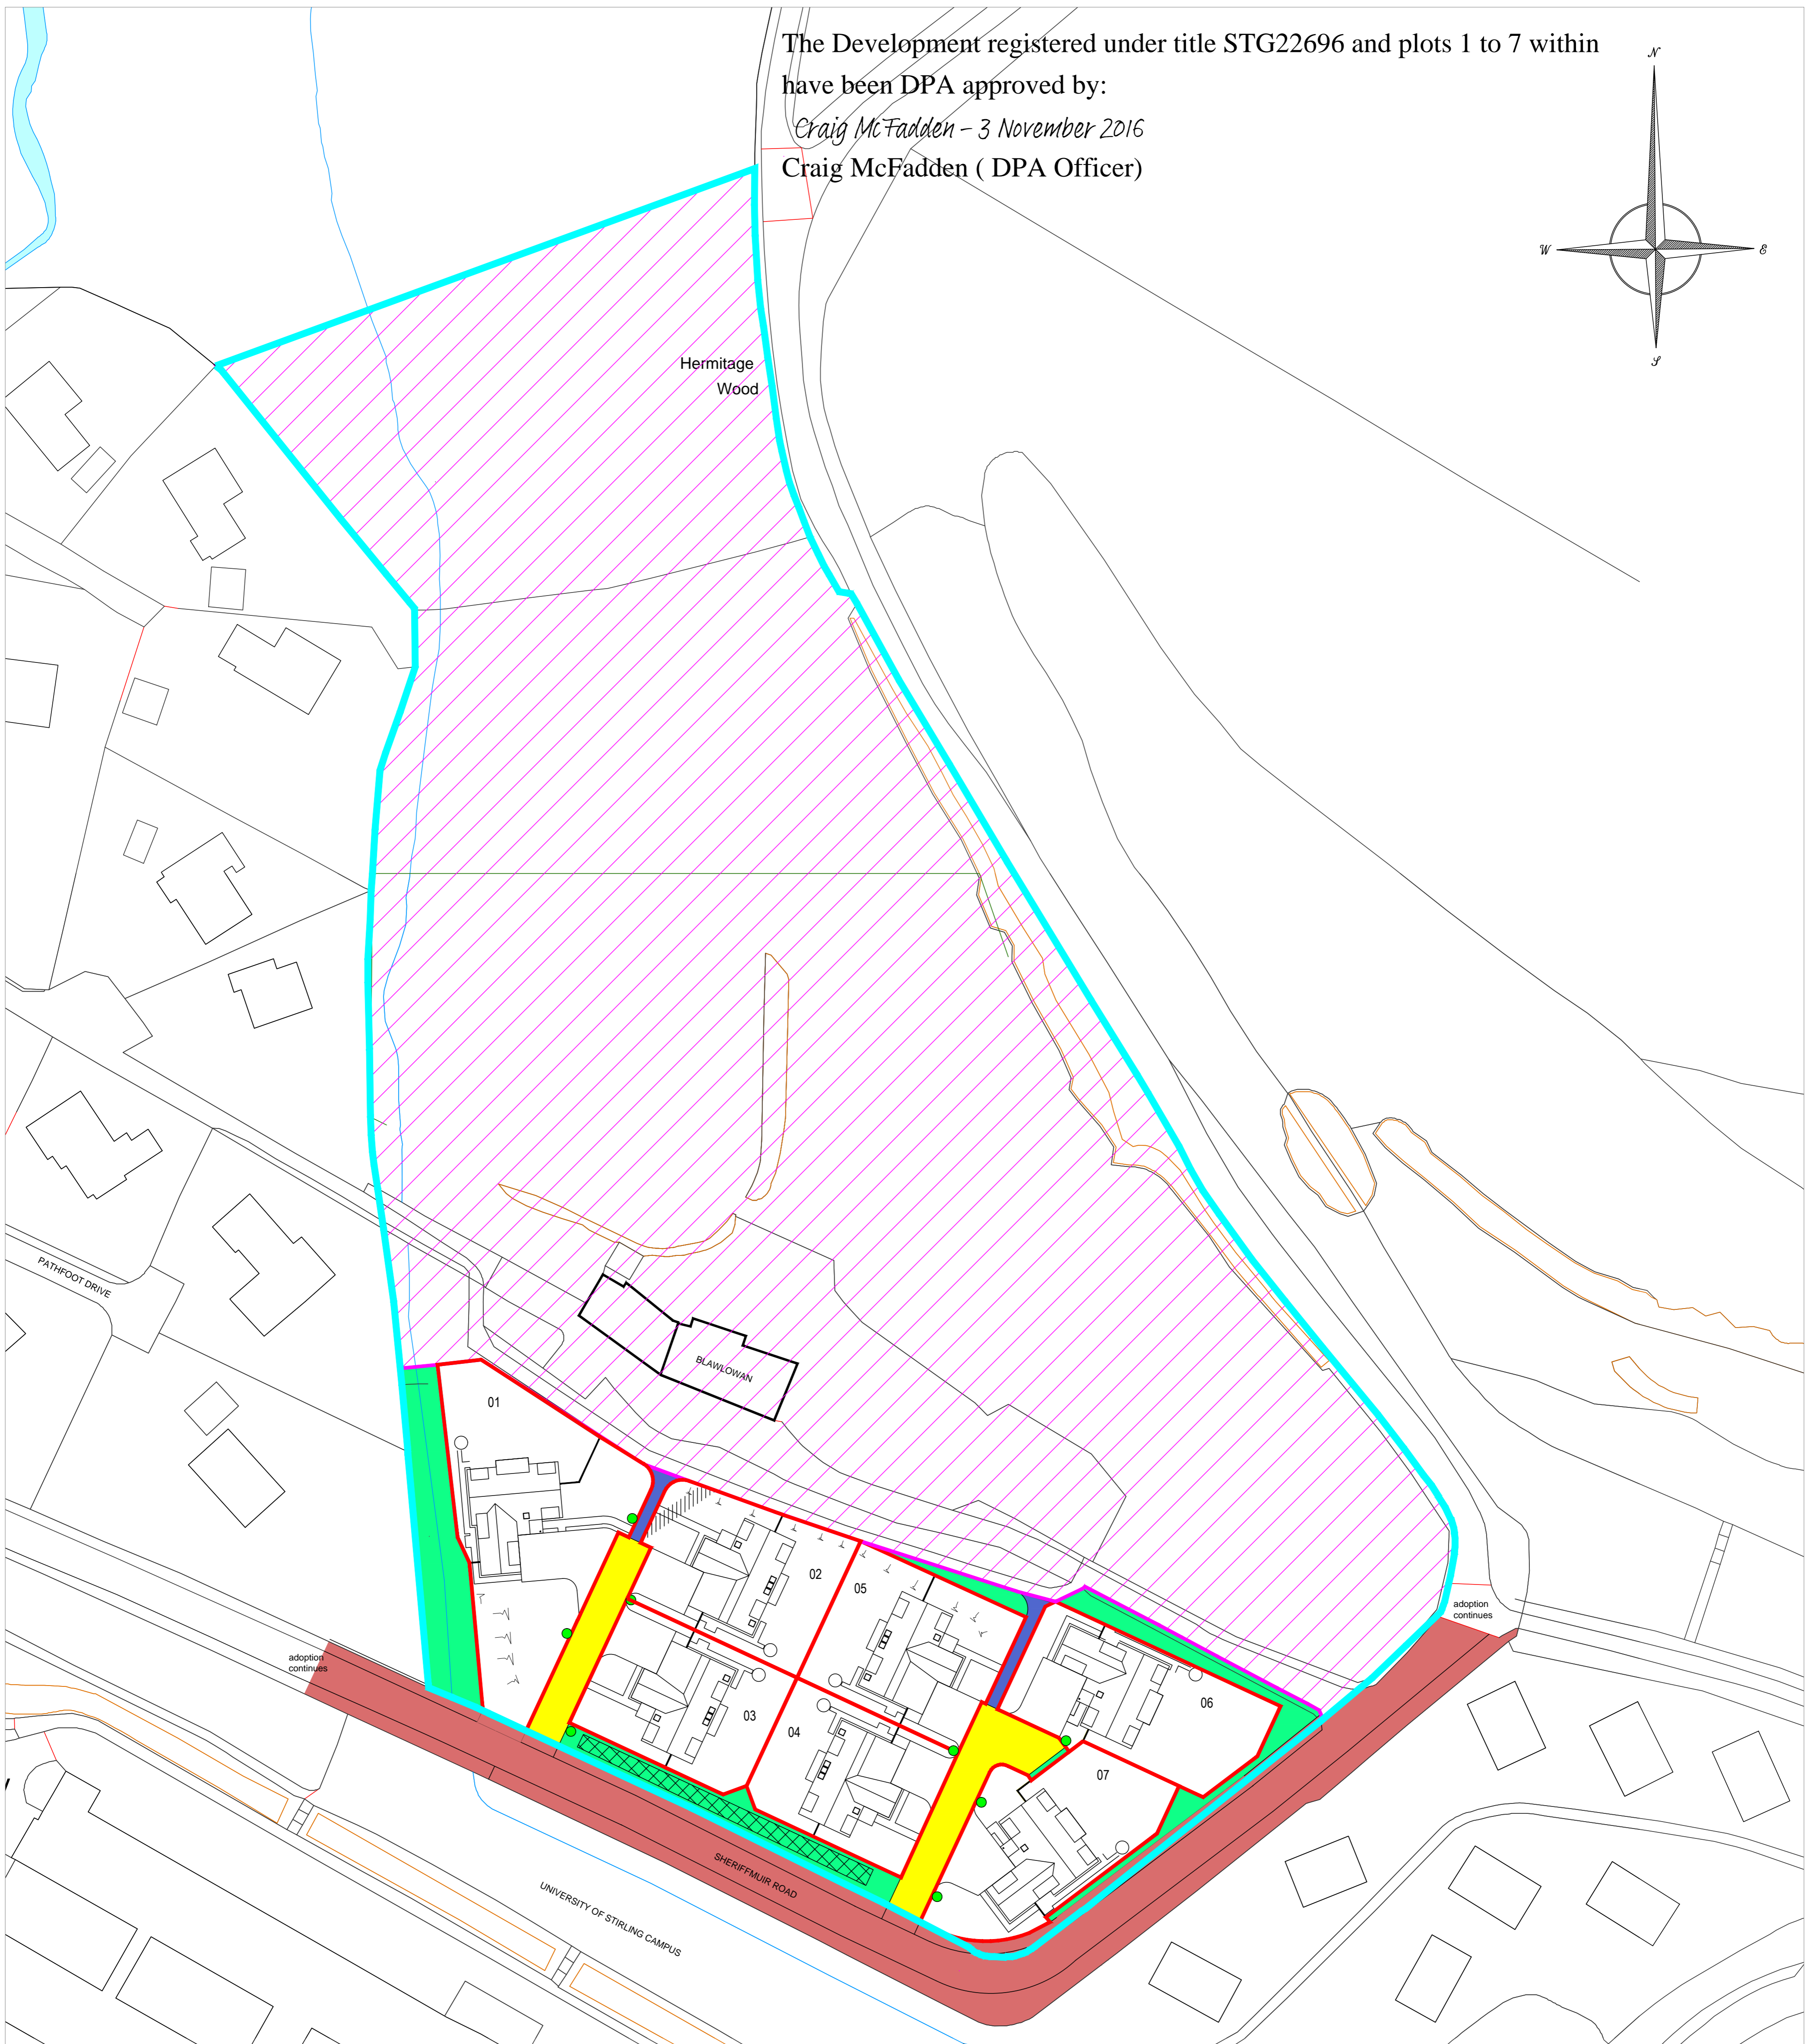 The Development registered under title STG22696 and plots 1 to 7 within
have been DPA approved by:
Craig McFadden - 3 November 2016
Craig McFadden ( DPA Officer)
N
W
E
S
Hermitage
Wood
PATHFOOT DRIVE
BLAWLOWAN
01
02
05
06
03
04
07
adoption
continues
adoption
continues
SHERIFFMUIR ROAD
UNIVERSITY OF STIRLING CAMPUS